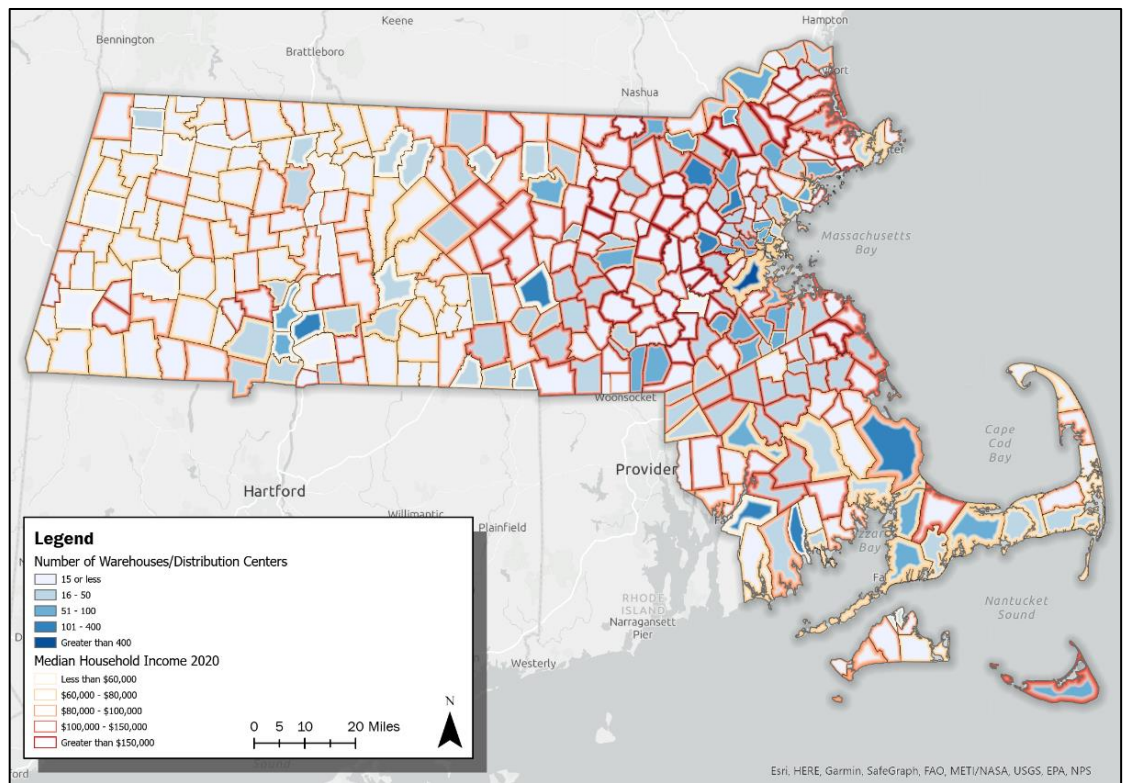 Hampton
Keene
Bennington
Brattleboro
Nashua
Massachusetts
Bay
Woonsocket
Cape
Cod
Bay
Provider
Hartford
Willimantic
Plainfield
Bay
Nantucket
Sound
RHODE
ISLAND
Narragansett
Pier
Westerly
Legend
Number of Warehouses/Distribution Centers
15 or less
16 - 50
51 - 100
101 - 400
Greater than 400
Median Household Income 2020
Less than $60,000
$60,000 - $80,000
$80,000 - $100,000
$100,000 - $150,000
Greater than $150,000
N
0 5 10 20 Miles
Esri, HERE, Garmin, SafeGraph, FAO, METI/NASA, USGS, EPA, NPS